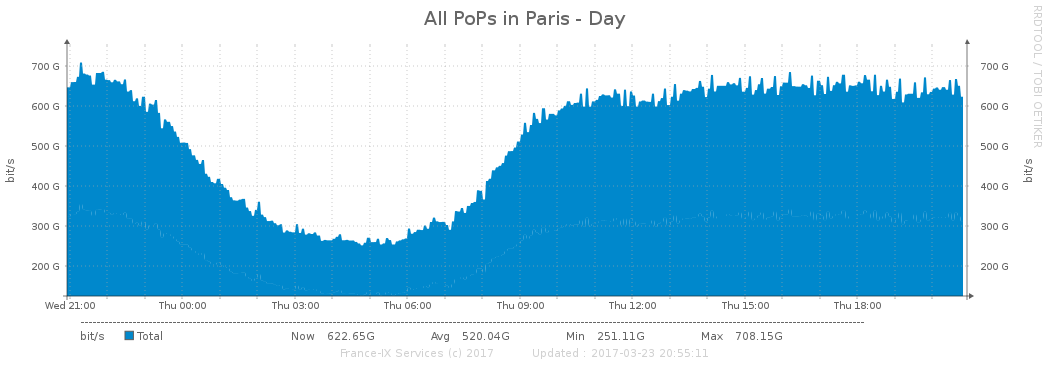 All PoPs in Paris - Day
RRDTOOL / TOBI OETIKER
700 G 700 G
600 G 600 G
500 G 500 G
400 G 400 G
300 G 300 G
200 G 200 G
bit/s
bit/s
Wed 21:00 Thu 00:00 Thu 03:00 Thu 06:00 Thu 09:00 Thu 12:00 Thu 15:00 Thu 18:00
bit/s Total Now 622.65G Avg 520.04G Min 251.11G Max 708.15G
France-IX Services (c) 2017 Updated : 2017-03-23 20:55:11